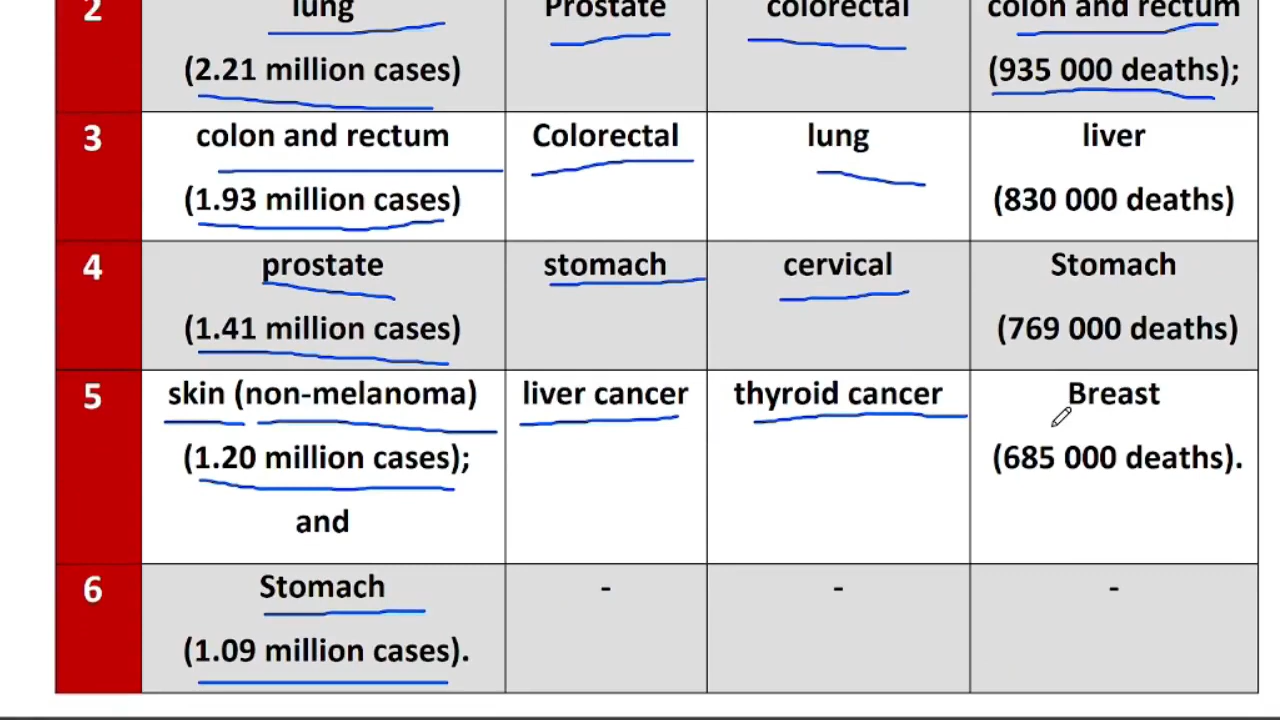 2 lung Prostate colorectal colon and rectum
(2.21 million cases) (935 000 deaths);
3 colon and rectum Colorectal lung liver
(1.93 million cases) (830 000 deaths)
4 prostate stomach cervical Stomach
(1.41 million cases) (769 000 deaths)
5 skin (non-melanoma) liver cancer thyroid cancer Breast
(1.20 million cases); (685 000 deaths).
and
6 Stomach - - -
(1.09 million cases).